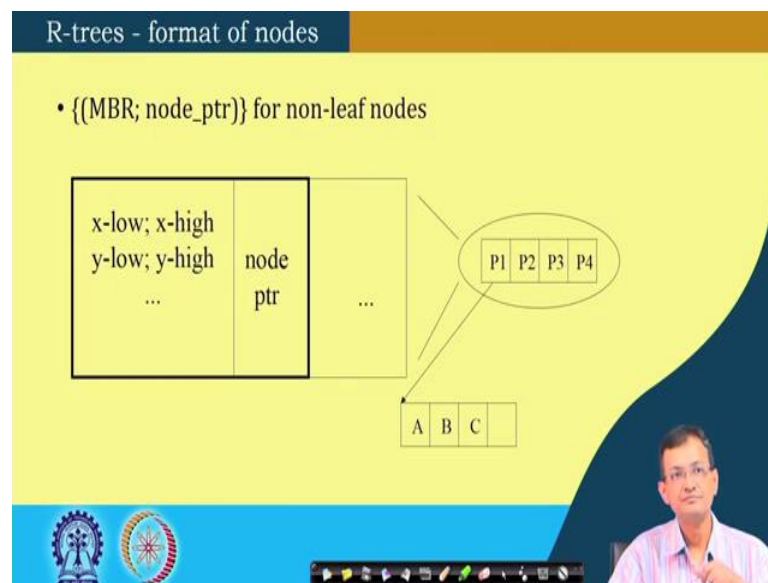 R-trees - format of nodes
• {(MBR; node_ptr)} for non-leaf nodes
x-low; x-high
y-low; y-high
...
node
ptr
...
P1 P2 P3 P4
A B C